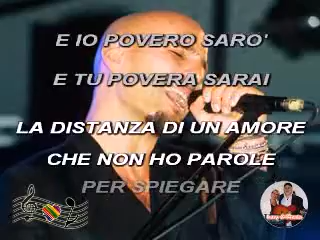 E IO POVERO SARO'
E TU POVERA SARAI
LA DISTANZA DI UN AMORE
CHE NON HO PAROLE
PER SPIEGARE